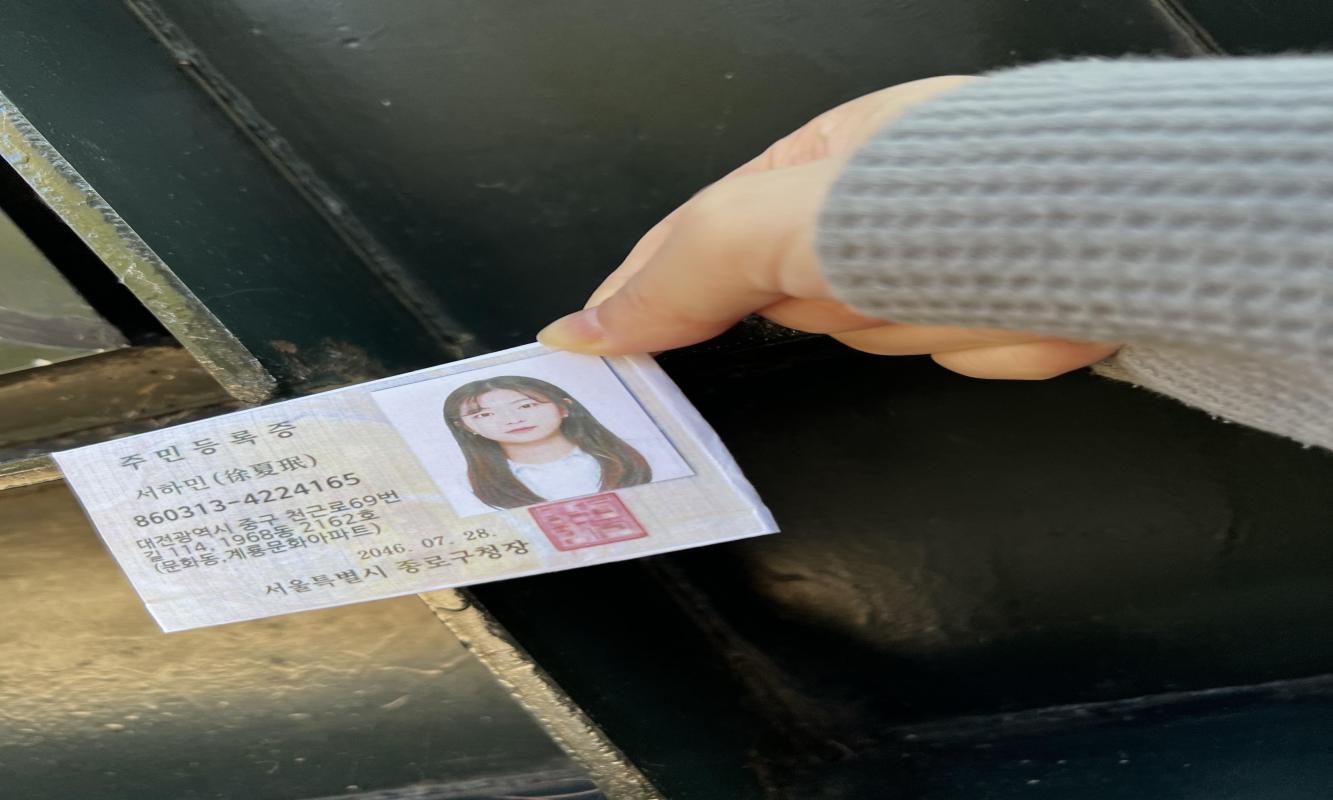 주민등록증
서하민(徐夏珉)
860313-4224165
대전광역시 중구 천근로69번
길 114, 1968동 2162호
(문화동,계룡문화아파트)
2046. 07. 28.
서울특별시 종로구청장